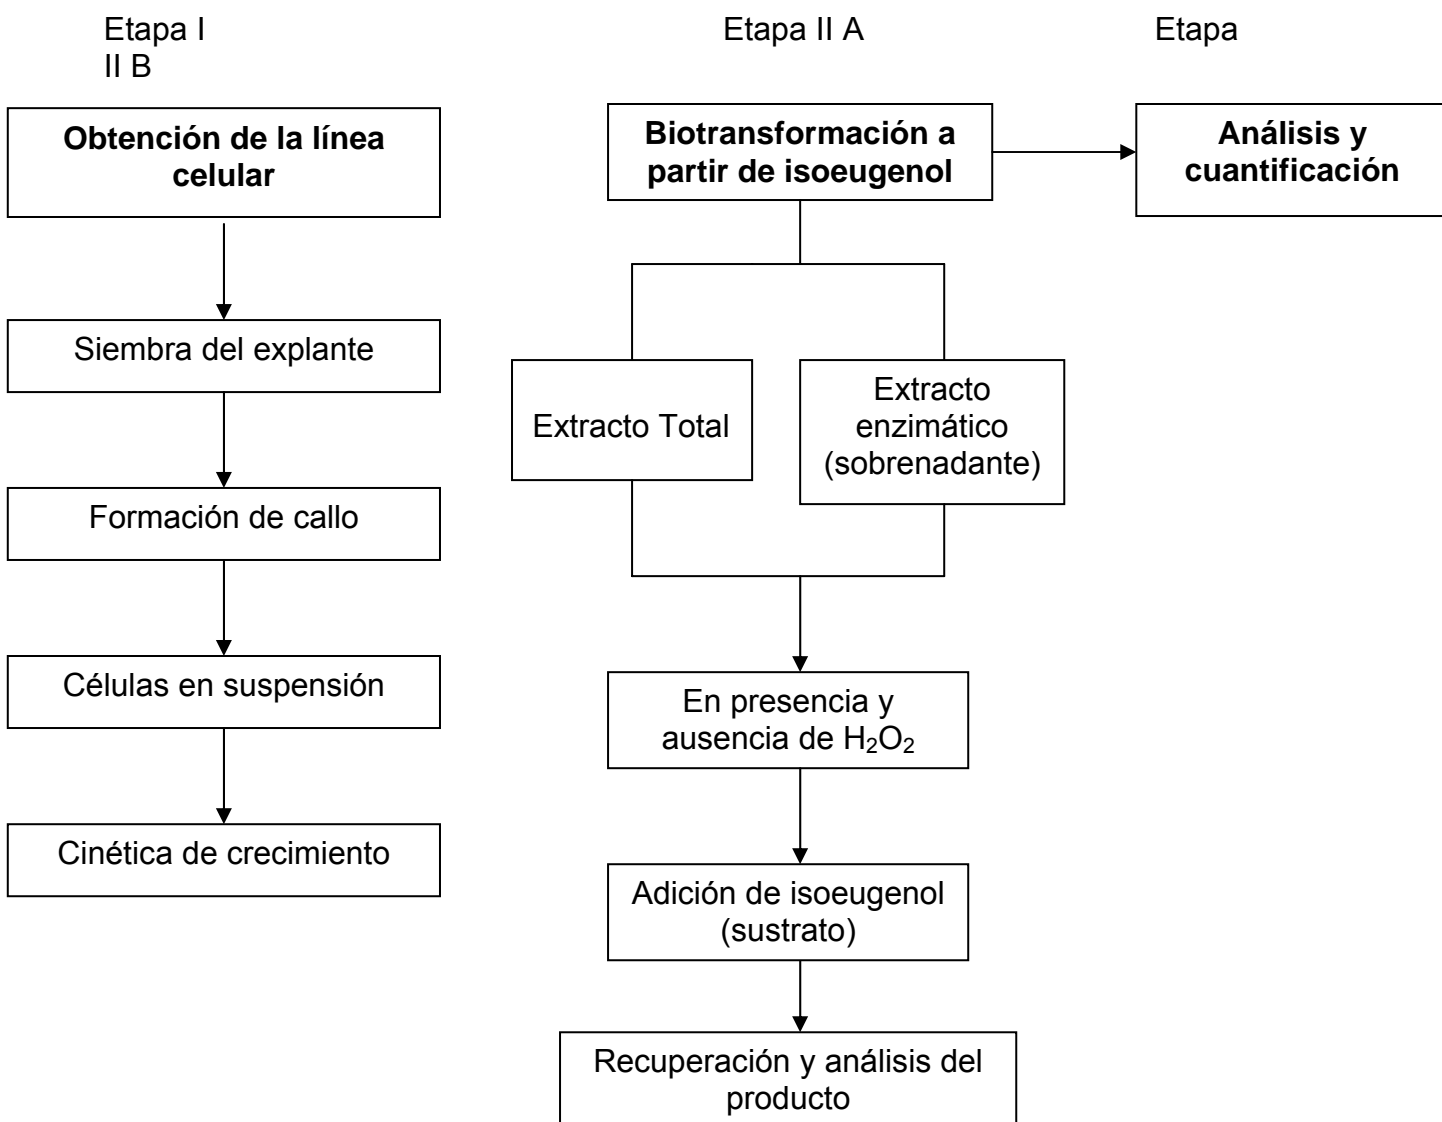 Etapa I Etapa II A Etapa
II B
Obtención de la línea
celular
Siembra del explante
Formación de callo
Células en suspensión
Cinética de crecimiento
Biotransformación a
partir de isoeugenol
Extracto Total
Extracto
enzimático
(sobrenadante)
En presencia y
ausencia de H₂O₂
Adición de isoeugenol
(sustrato)
Recuperación y análisis del
producto
Análisis y
cuantificación